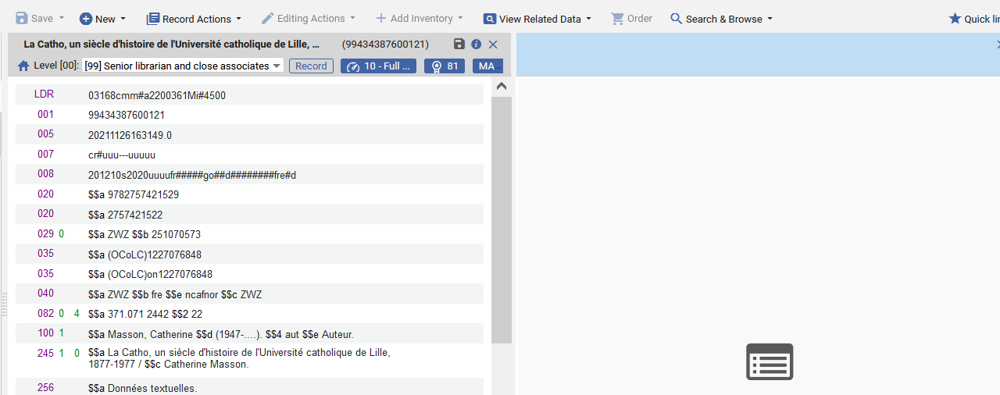 Save New Record Actions Editing Actions Add Inventory View Related Data Order Search & Browse Quick
La Catho, un siècle d'histoire de l'Université catholique de Lille, ... (99434387600121)
Level [00]: [99] Senior librarian and close associates Record 10 - Full ... 81 MA...
LDR 03168cmm#a2200361Mi#4500
001 99434387600121
005 20211126163149.0
007 cr#uuu---uuuuu
008 201210s2020uuuufr#####go##d########fre#d
020 $$a 9782757421529
020 $$a 2757421522
029 0 $$a ZWZ $$b 251070573
035 $$a (OCoLC)1227076848
035 $$a (OCoLC)on1227076848
040 $$a ZWZ $$b fre $$e ncafnor $$c ZWZ
082 0 4 $$a 371.071 2442 $$2 22
100 1 $$a Masson, Catherine $$d (1947-....). $$4 aut $$e Auteur.
245 1 0 $$a La Catho, un siècle d'histoire de l'Université catholique de Lille,
1877-1977 / $$c Catherine Masson.
256 $$a Données textuelles.